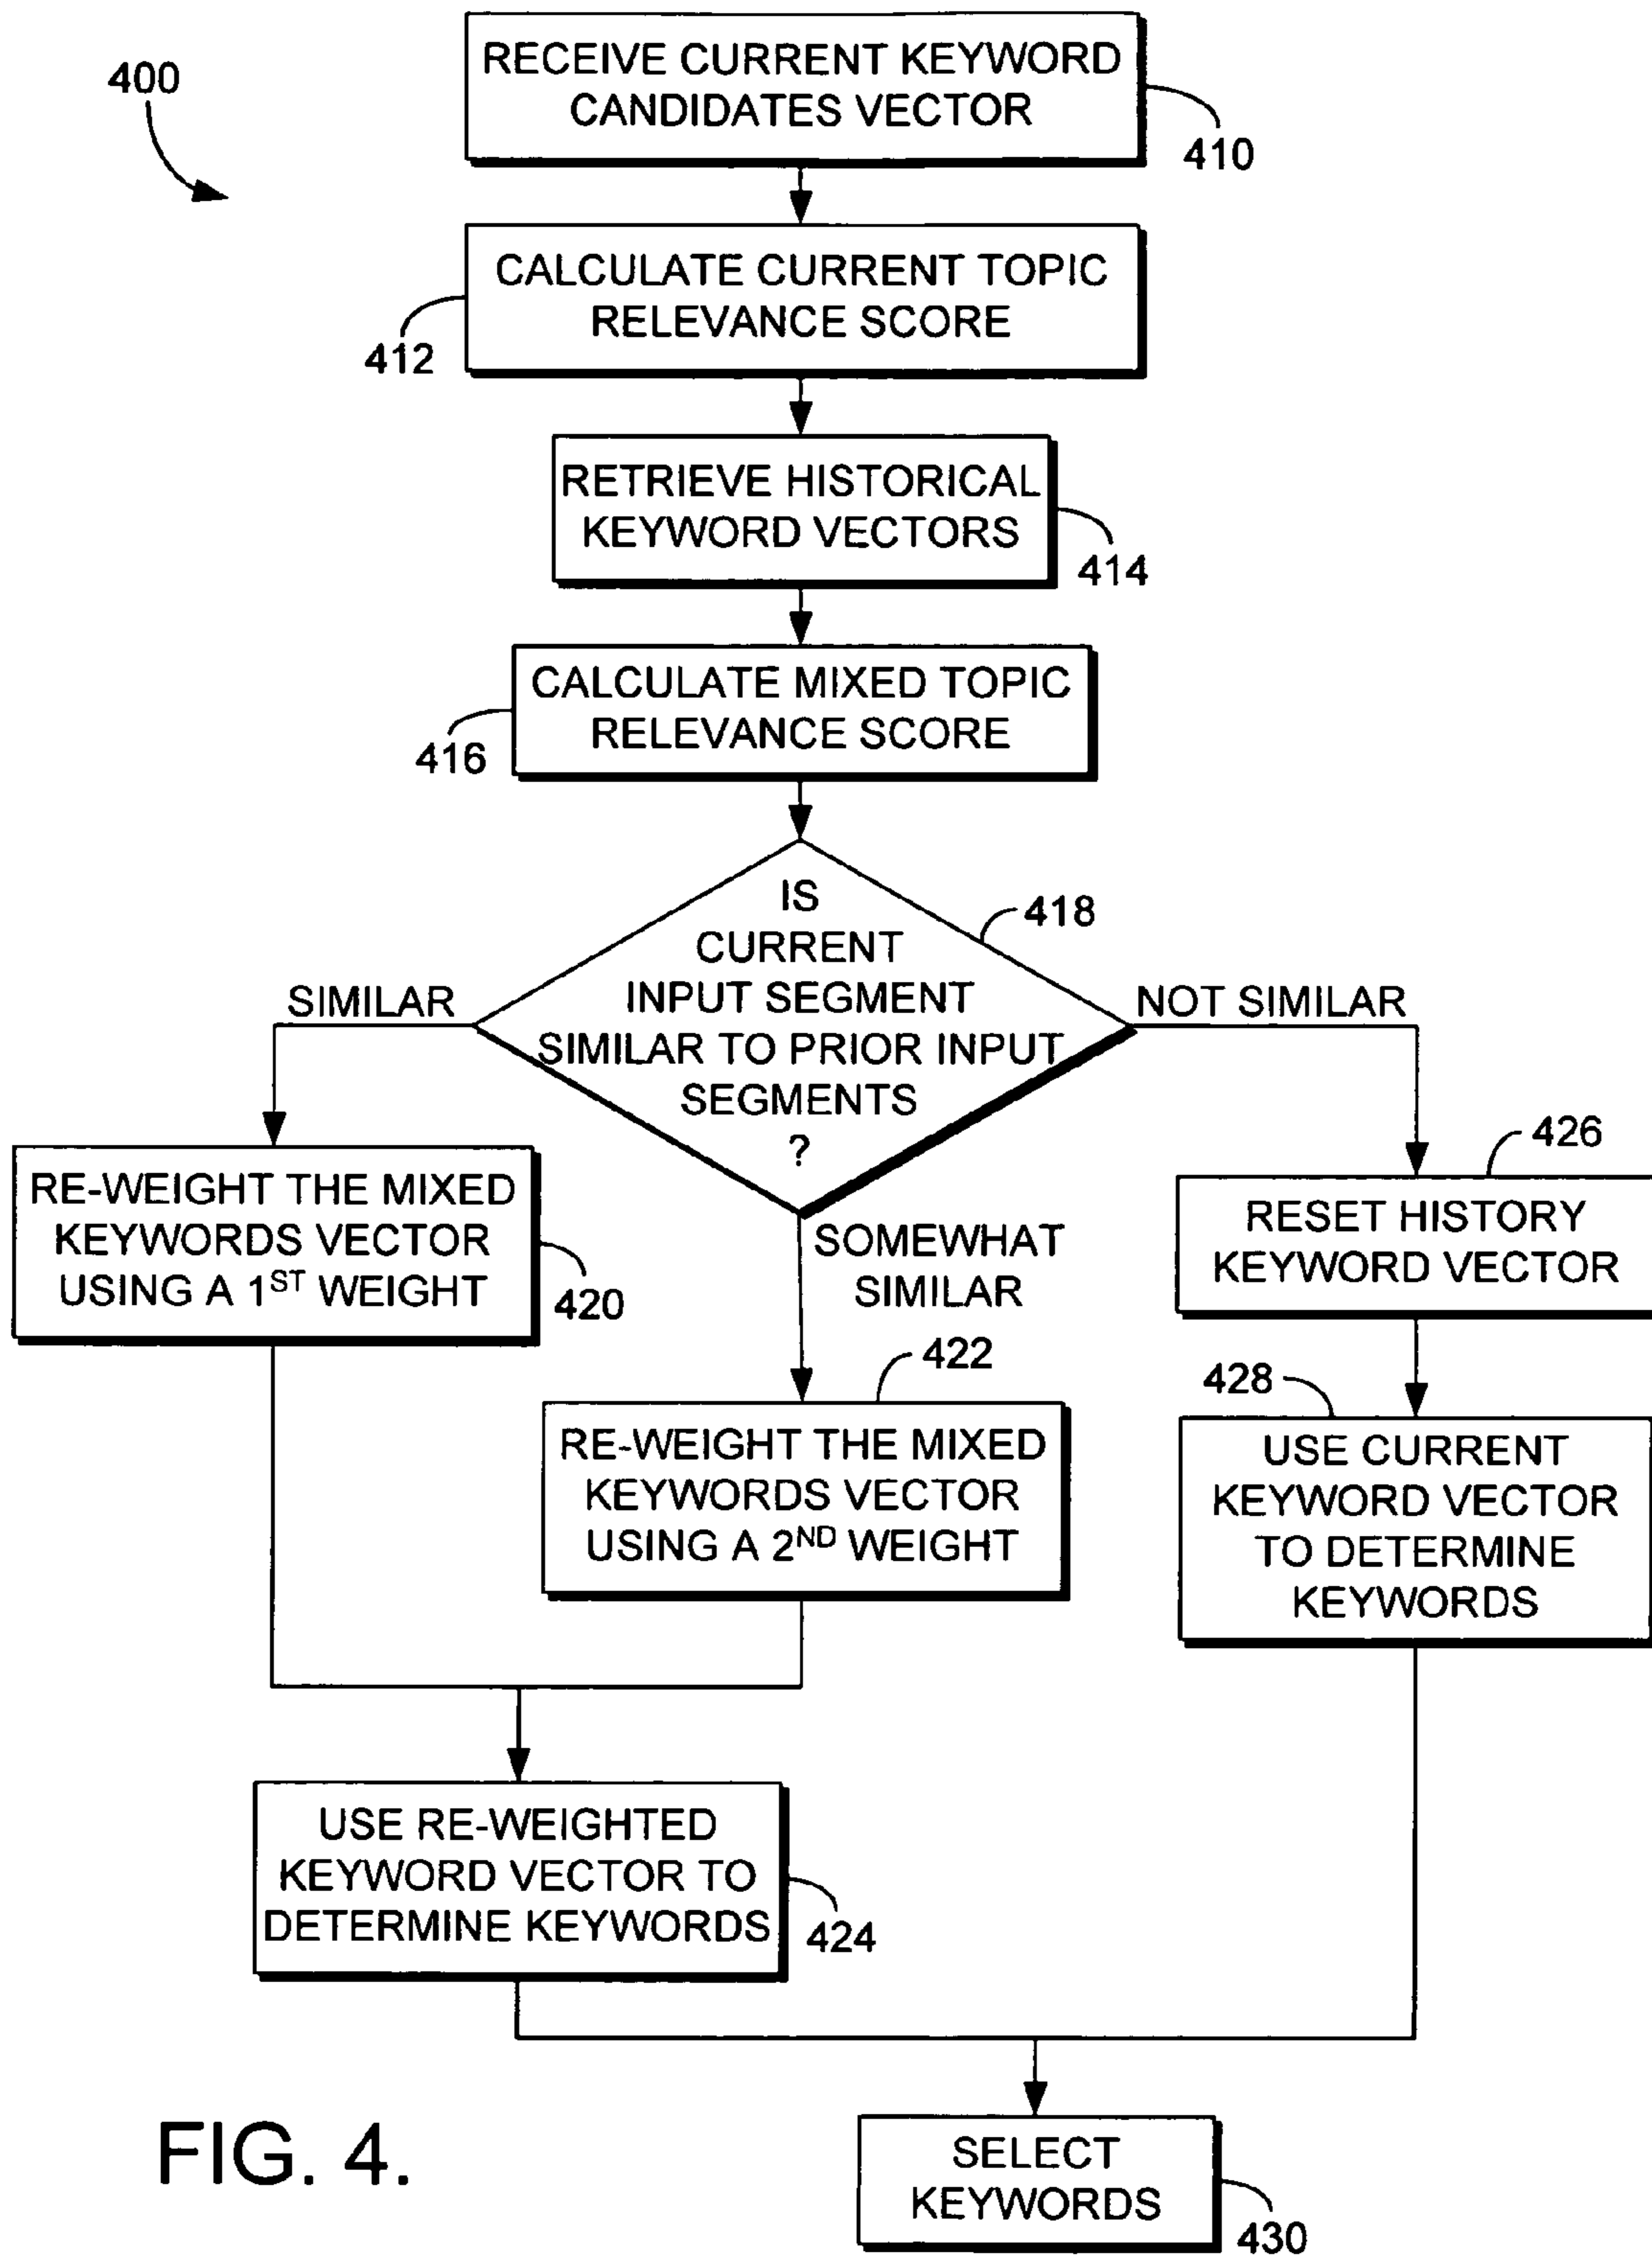 400
RECEIVE CURRENT KEYWORD
CANDIDATES VECTOR
410
CALCULATE CURRENT TOPIC
RELEVANCE SCORE
412
RETRIEVE HISTORICAL
KEYWORD VECTORS
414
CALCULATE MIXED TOPIC
RELEVANCE SCORE
416
IS
CURRENT
INPUT SEGMENT
SIMILAR TO PRIOR INPUT
SEGMENTS
?
418
SIMILAR
NOT SIMILAR
SOMEWHAT
SIMILAR
RE-WEIGHT THE MIXED
KEYWORDS VECTOR
USING A 1ST WEIGHT
420
426
RESET HISTORY
KEYWORD VECTOR
422
RE-WEIGHT THE MIXED
KEYWORDS VECTOR
USING A 2ND WEIGHT
428
USE CURRENT
KEYWORD VECTOR
TO DETERMINE
KEYWORDS
USE RE-WEIGHTED
KEYWORD VECTOR TO
DETERMINE KEYWORDS
424
SELECT
KEYWORDS
430
FIG. 4.